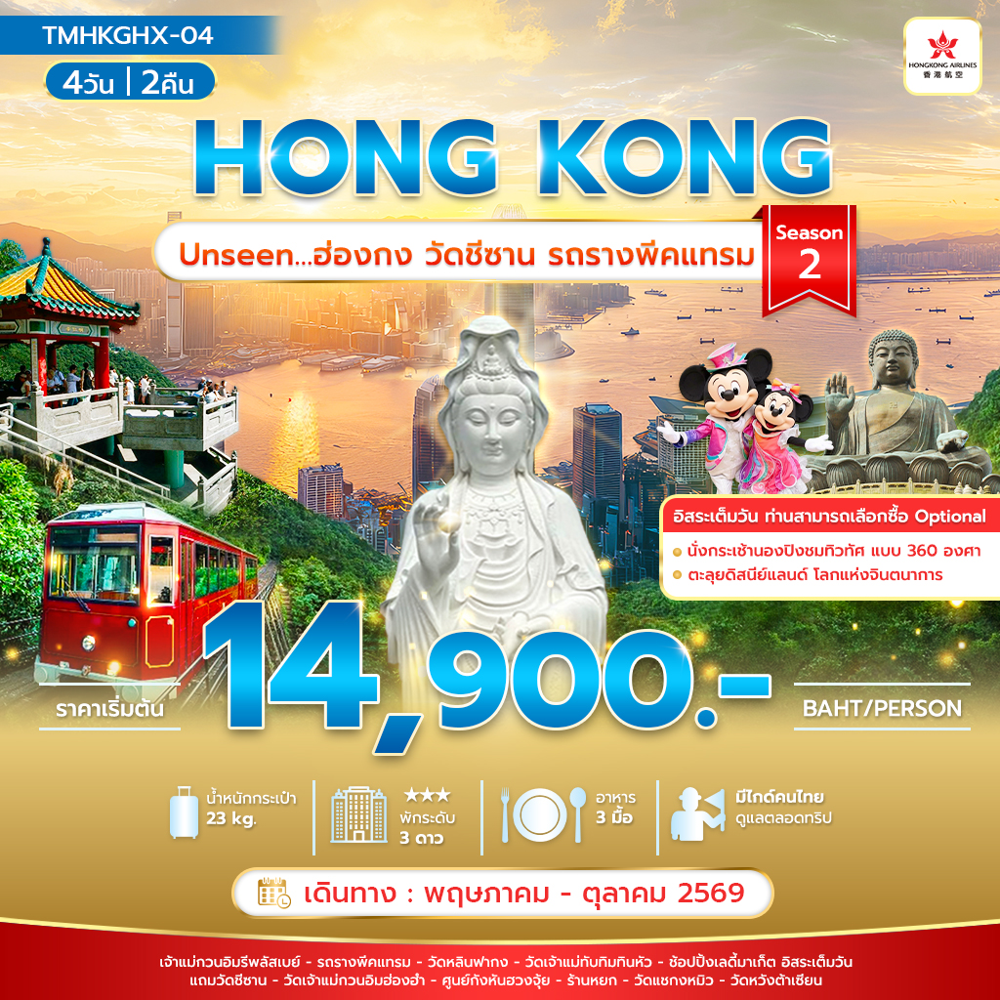 TMHKGHX-04
4วัน | 2คืน
HONGKONG AIRLINES
香港航空
HONG KONG
Unseen...ฮ่องกง วัดซีซาน รถรางพีคแทรม
Season
2
อิสระเต็มวัน ท่านสามารถเลือกซื้อ Optional
นั่งกระเช้านองปิงชมทิวทัศ แบบ 360 องศา
ตะลุยดิสนีย์แลนด์ โลกแห่งจินตนาการ
ราคาเริ่มต้น
14,900.-
BAHT/PERSON
น้ำหนักกระเป๋า
23 kg.
พักระดับ
3 ดาว
อาหาร
3 มื้อ
มีไกด์คนไทย
ดูแลตลอดทริป
เดินทาง : พฤษภาคม - ตุลาคม 2569
เจ้าแม่กวนอิมรีพลัสเบย์ - รถรางพีคแทรม - วัดหลินฟากง - วัดเจ้าแม่ทับทิมทินหัว - ช้อปปิ้งเลดี้มาเก็ต อิสระเต็มวัน
แถมวัดซีซาน - วัดเจ้าแม่กวนอิมฮ่องฮำ - ศูนย์กังหันฮวงจุ้ย - ร้านหยก - วัดแชกงหมิว - วัดหวังต้าเซียน